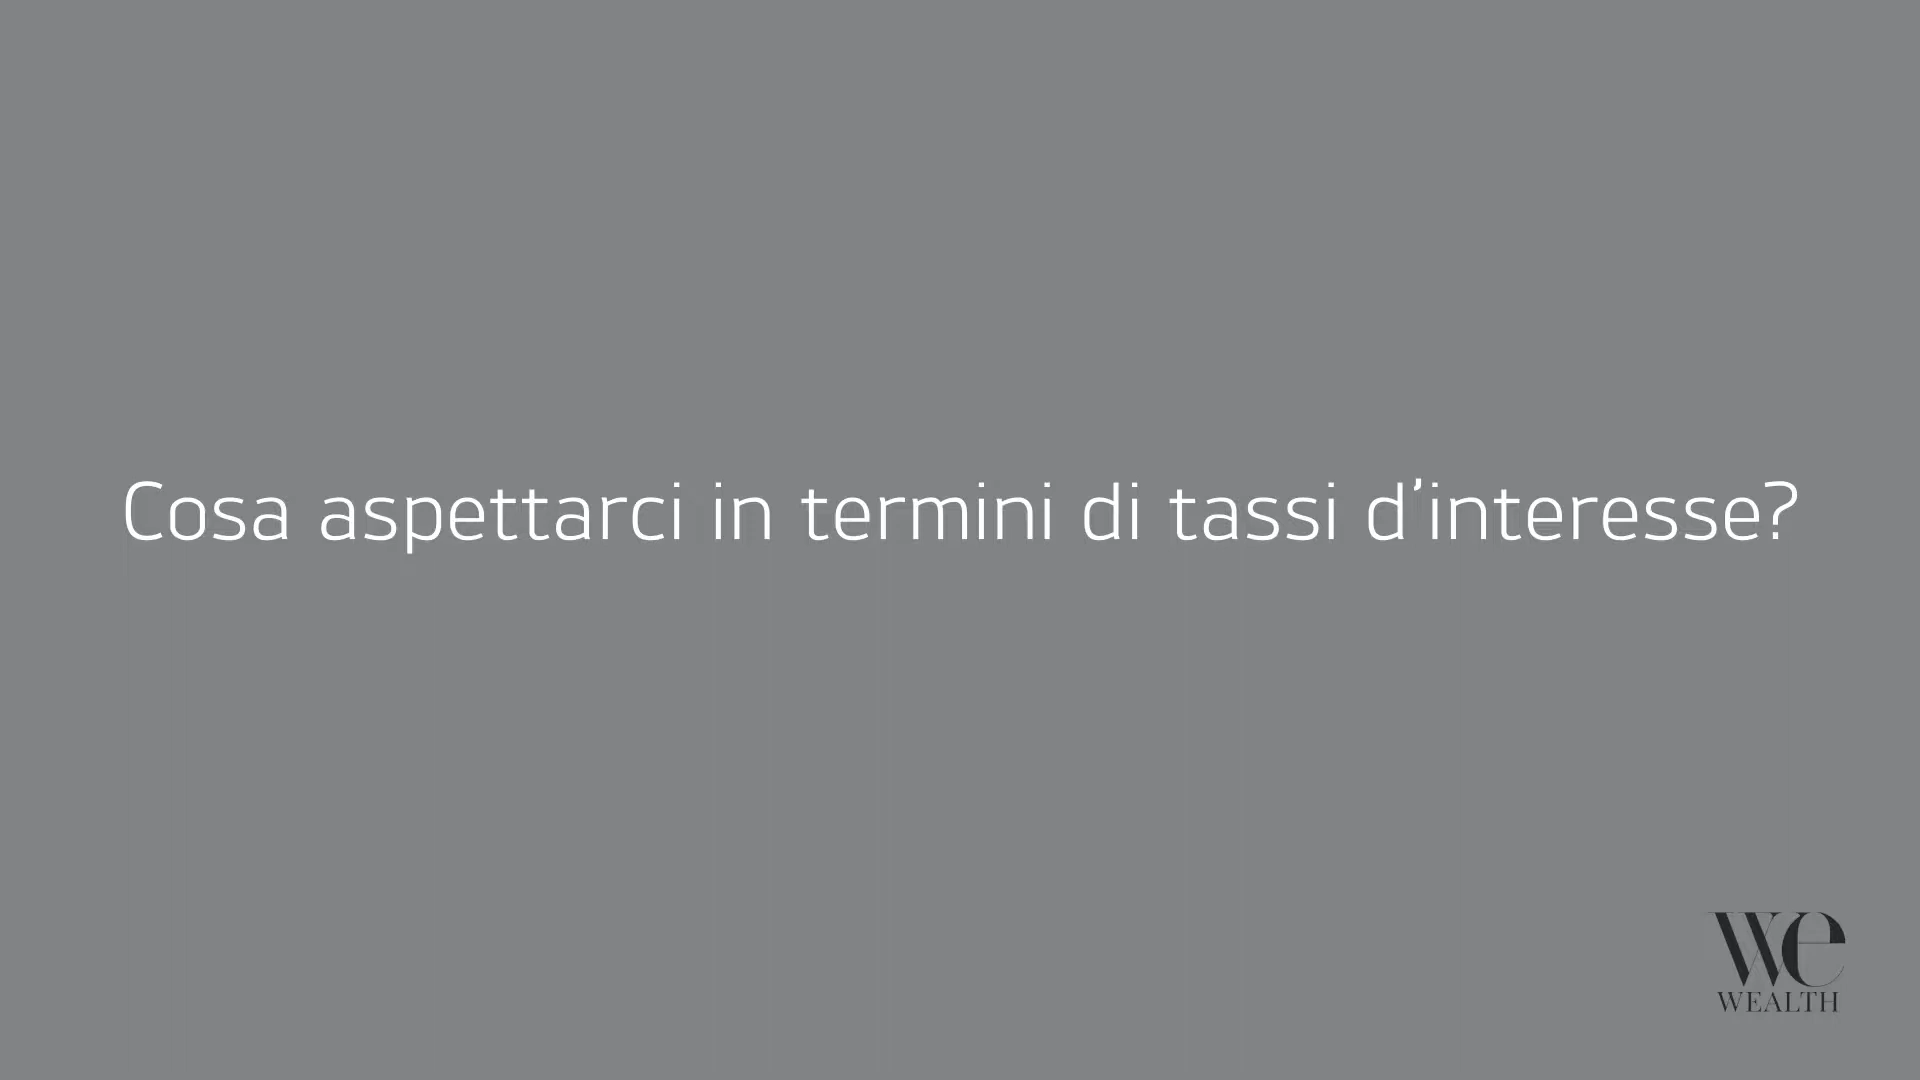 Cosa aspettarci in termini di tassi d'interesse?
We
WEALTH